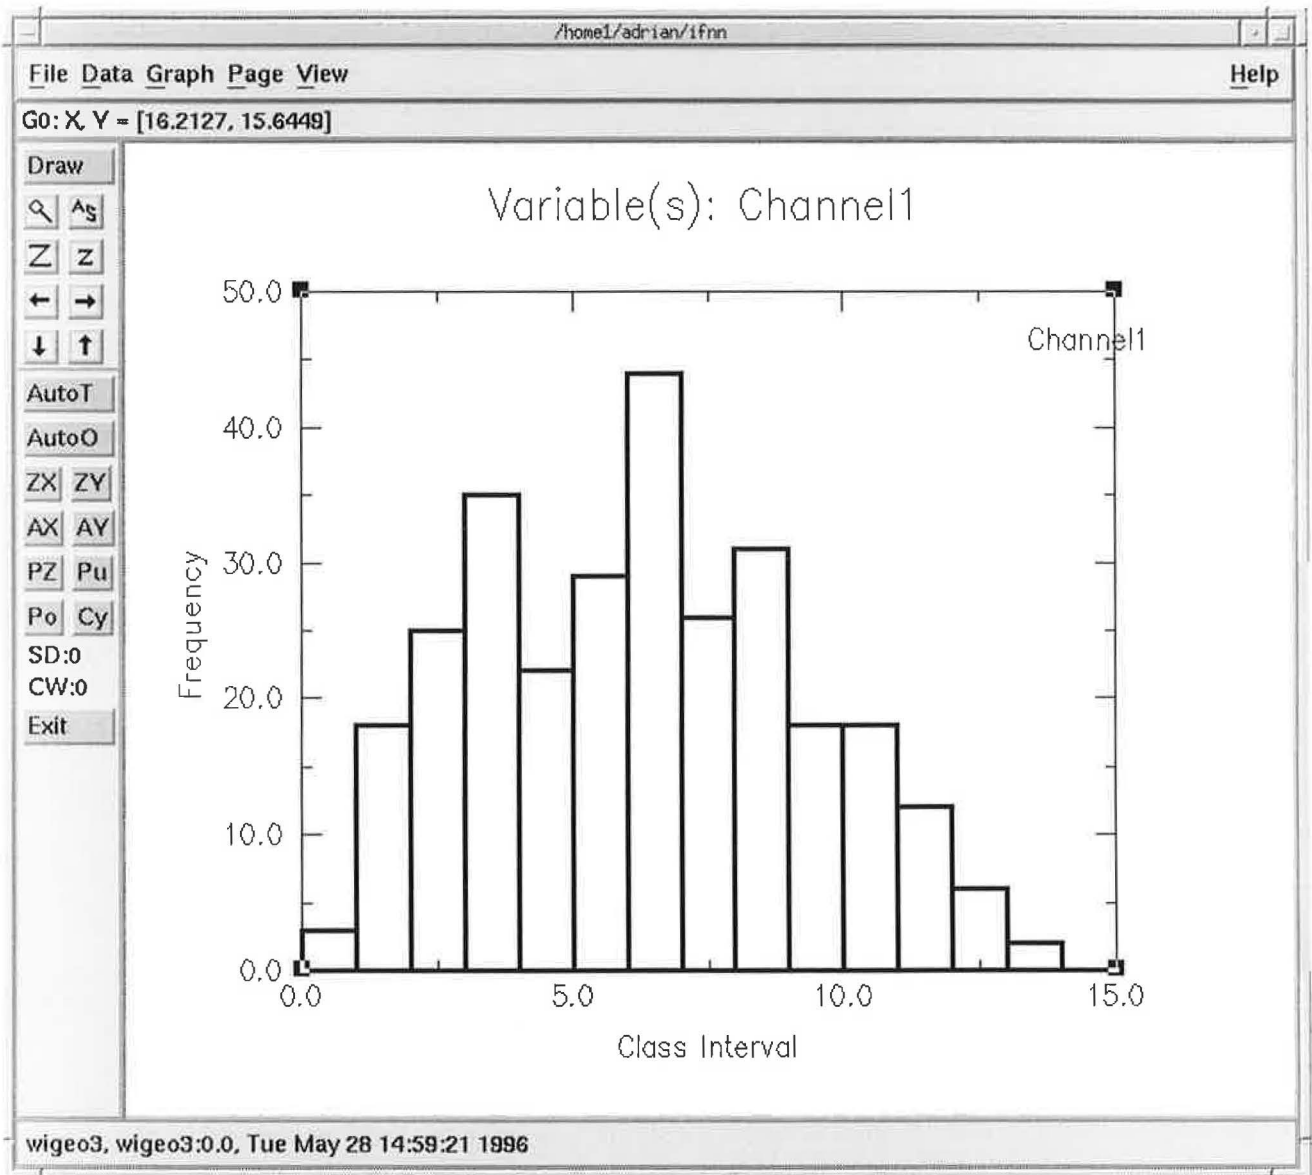 /home1/adrian/ifnn
File Data Graph Page View Help
G0: X, Y = [16.2127, 15.6449]
Draw
A S
Z z
← →
↓ ↑
AutoT
AutoO
ZX ZY
AX AY
PZ Pu
Po Cy
SD:0
CW:0
Exit
Variable(s): Channel1
Channel1
50.0
40.0
30.0
20.0
10.0
0.0
Frequency
0.0 5.0 10.0 15.0
Class Interval
wigeo3, wigeo3:0.0, Tue May 28 14:59:21 1996